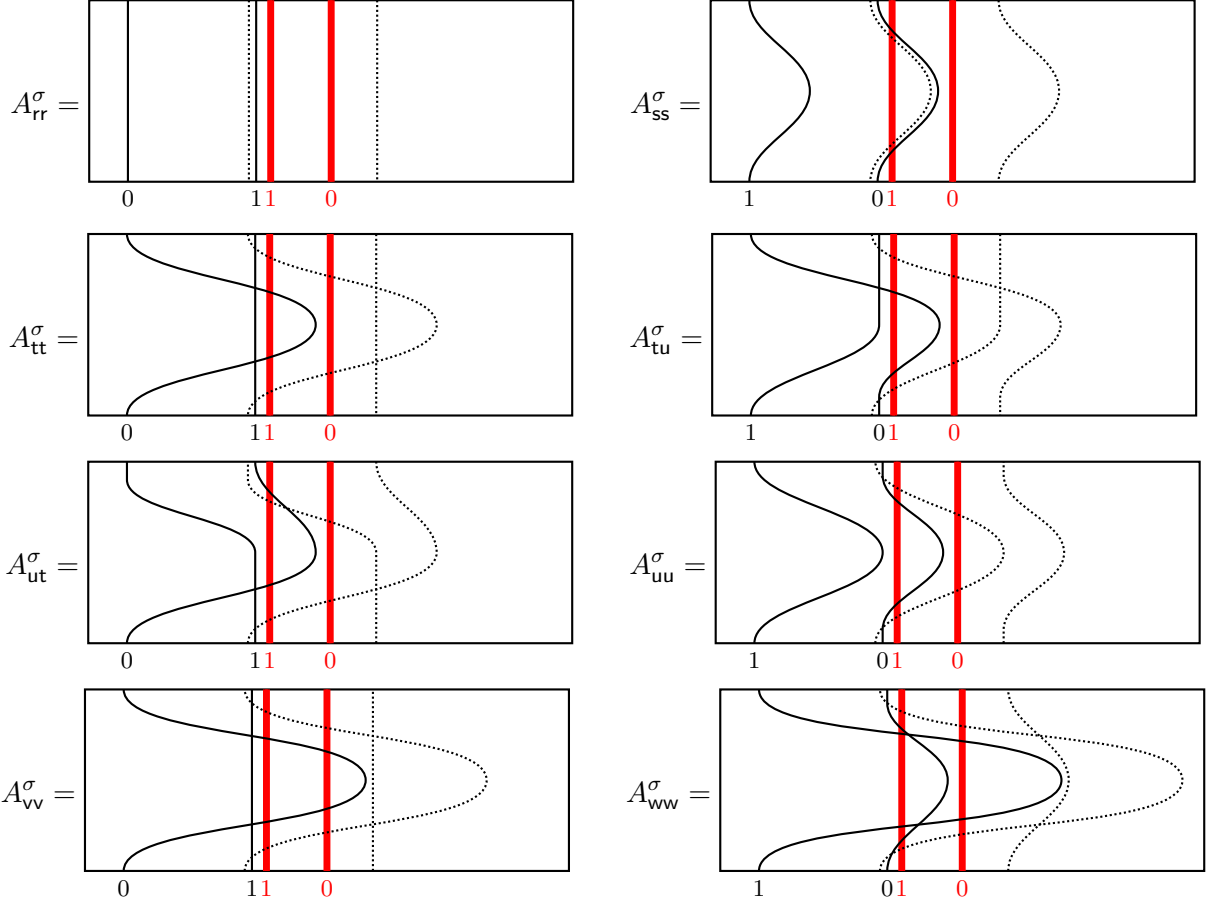 A^σ_rr =
0 1 1 0
A^σ_ss =
1 0 1 0
A^σ_tt =
0 1 1 0
A^σ_tu =
1 0 1 0
A^σ_ut =
0 1 1 0
A^σ_uu =
1 0 1 0
A^σ_vv =
0 1 1 0
A^σ_ww =
1 0 1 0